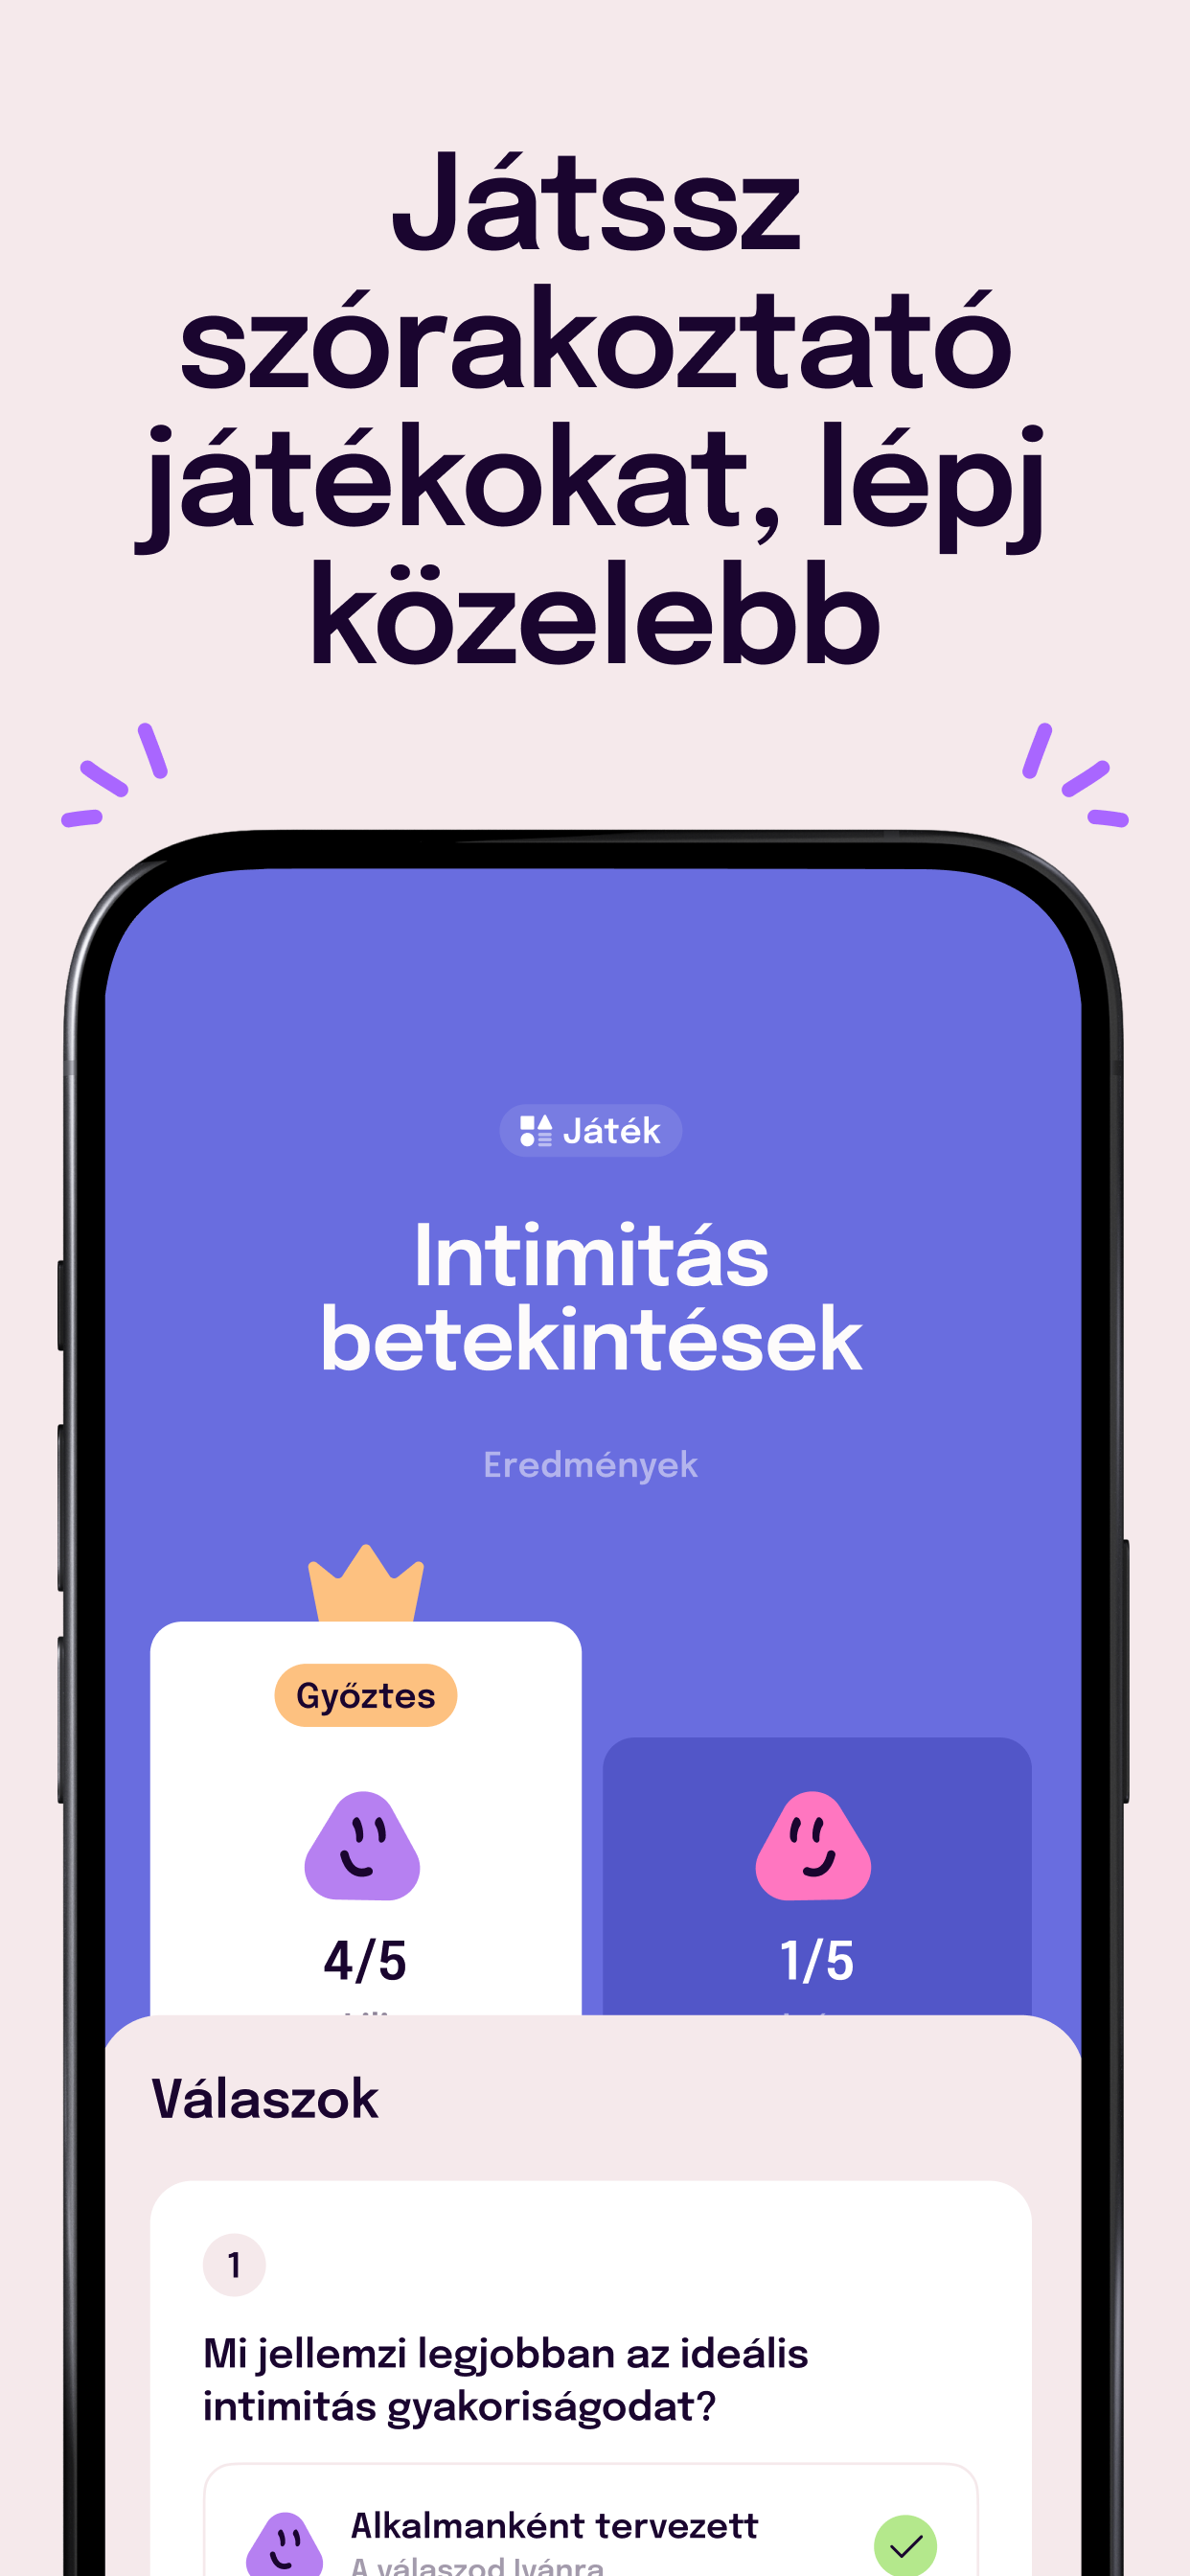 Játssz
szórakoztató
játékokat, lépj
közelebb
Játék
Intimitás
betekintések
Eredmények
Győztes
4/5
1/5
Válaszok
1
Mi jellemzi legjobban az ideális
intimitás gyakoriságodat?
Alkalmanként tervezett
A válaszod Ivánra